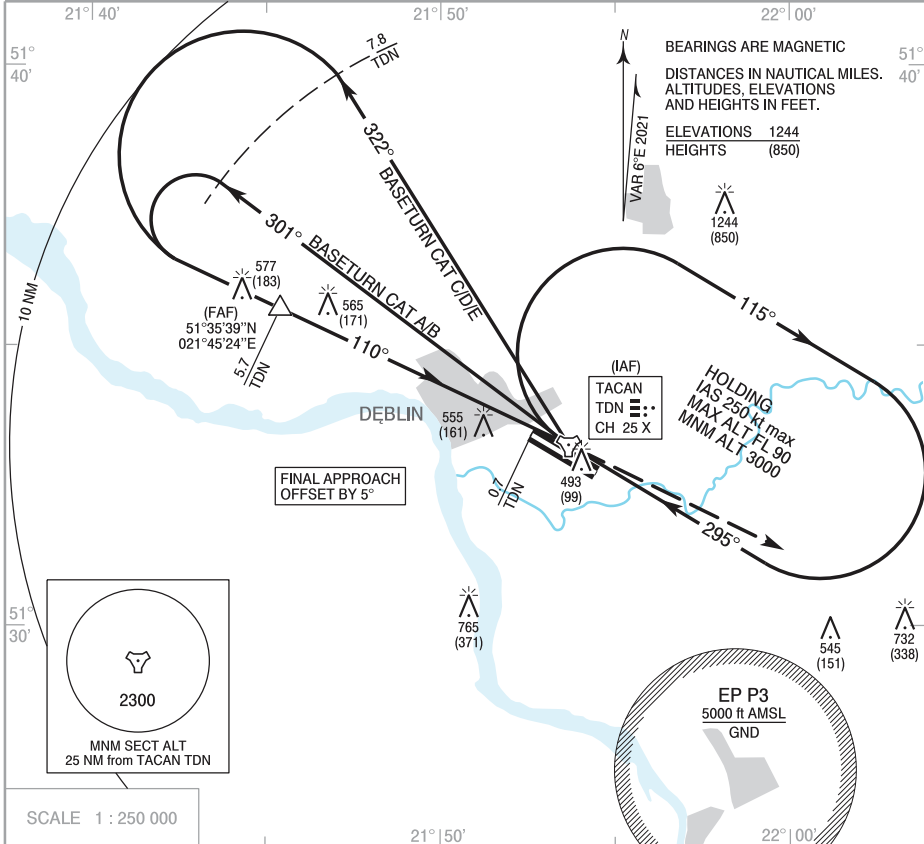 21°40'
21°50'
22°00'
51°
40'
51°
40'
7.8
TDN
N
VAR 6°E 2021
BEARINGS ARE MAGNETIC
DISTANCES IN NAUTICAL MILES.
ALTITUDES, ELEVATIONS
AND HEIGHTS IN FEET.
ELEVATIONS 1244
HEIGHTS (850)
322° BASETURN CAT C/D/E
301° BASETURN CAT A/B
1244
(850)
10 NM
577
(183)
(FAF)
51°35'39"N
021°45'24"E
565
(171)
5.7
TDN
110°
115°
HOLDING
IAS 250 kt max
MAX ALT FL 90
MNM ALT 3000
(IAF)
TACAN
TDN
CH 25 X
DĘBLIN
555
(161)
0.7
TDN
493
(99)
295°
FINAL APPROACH
OFFSET BY 5°
51°
30'
765
(371)
545
(151)
732
(338)
2300
MNM SECT ALT
25 NM from TACAN TDN
EP P3
5000 ft AMSL
GND
SCALE 1 : 250 000
21°50'
22°00'